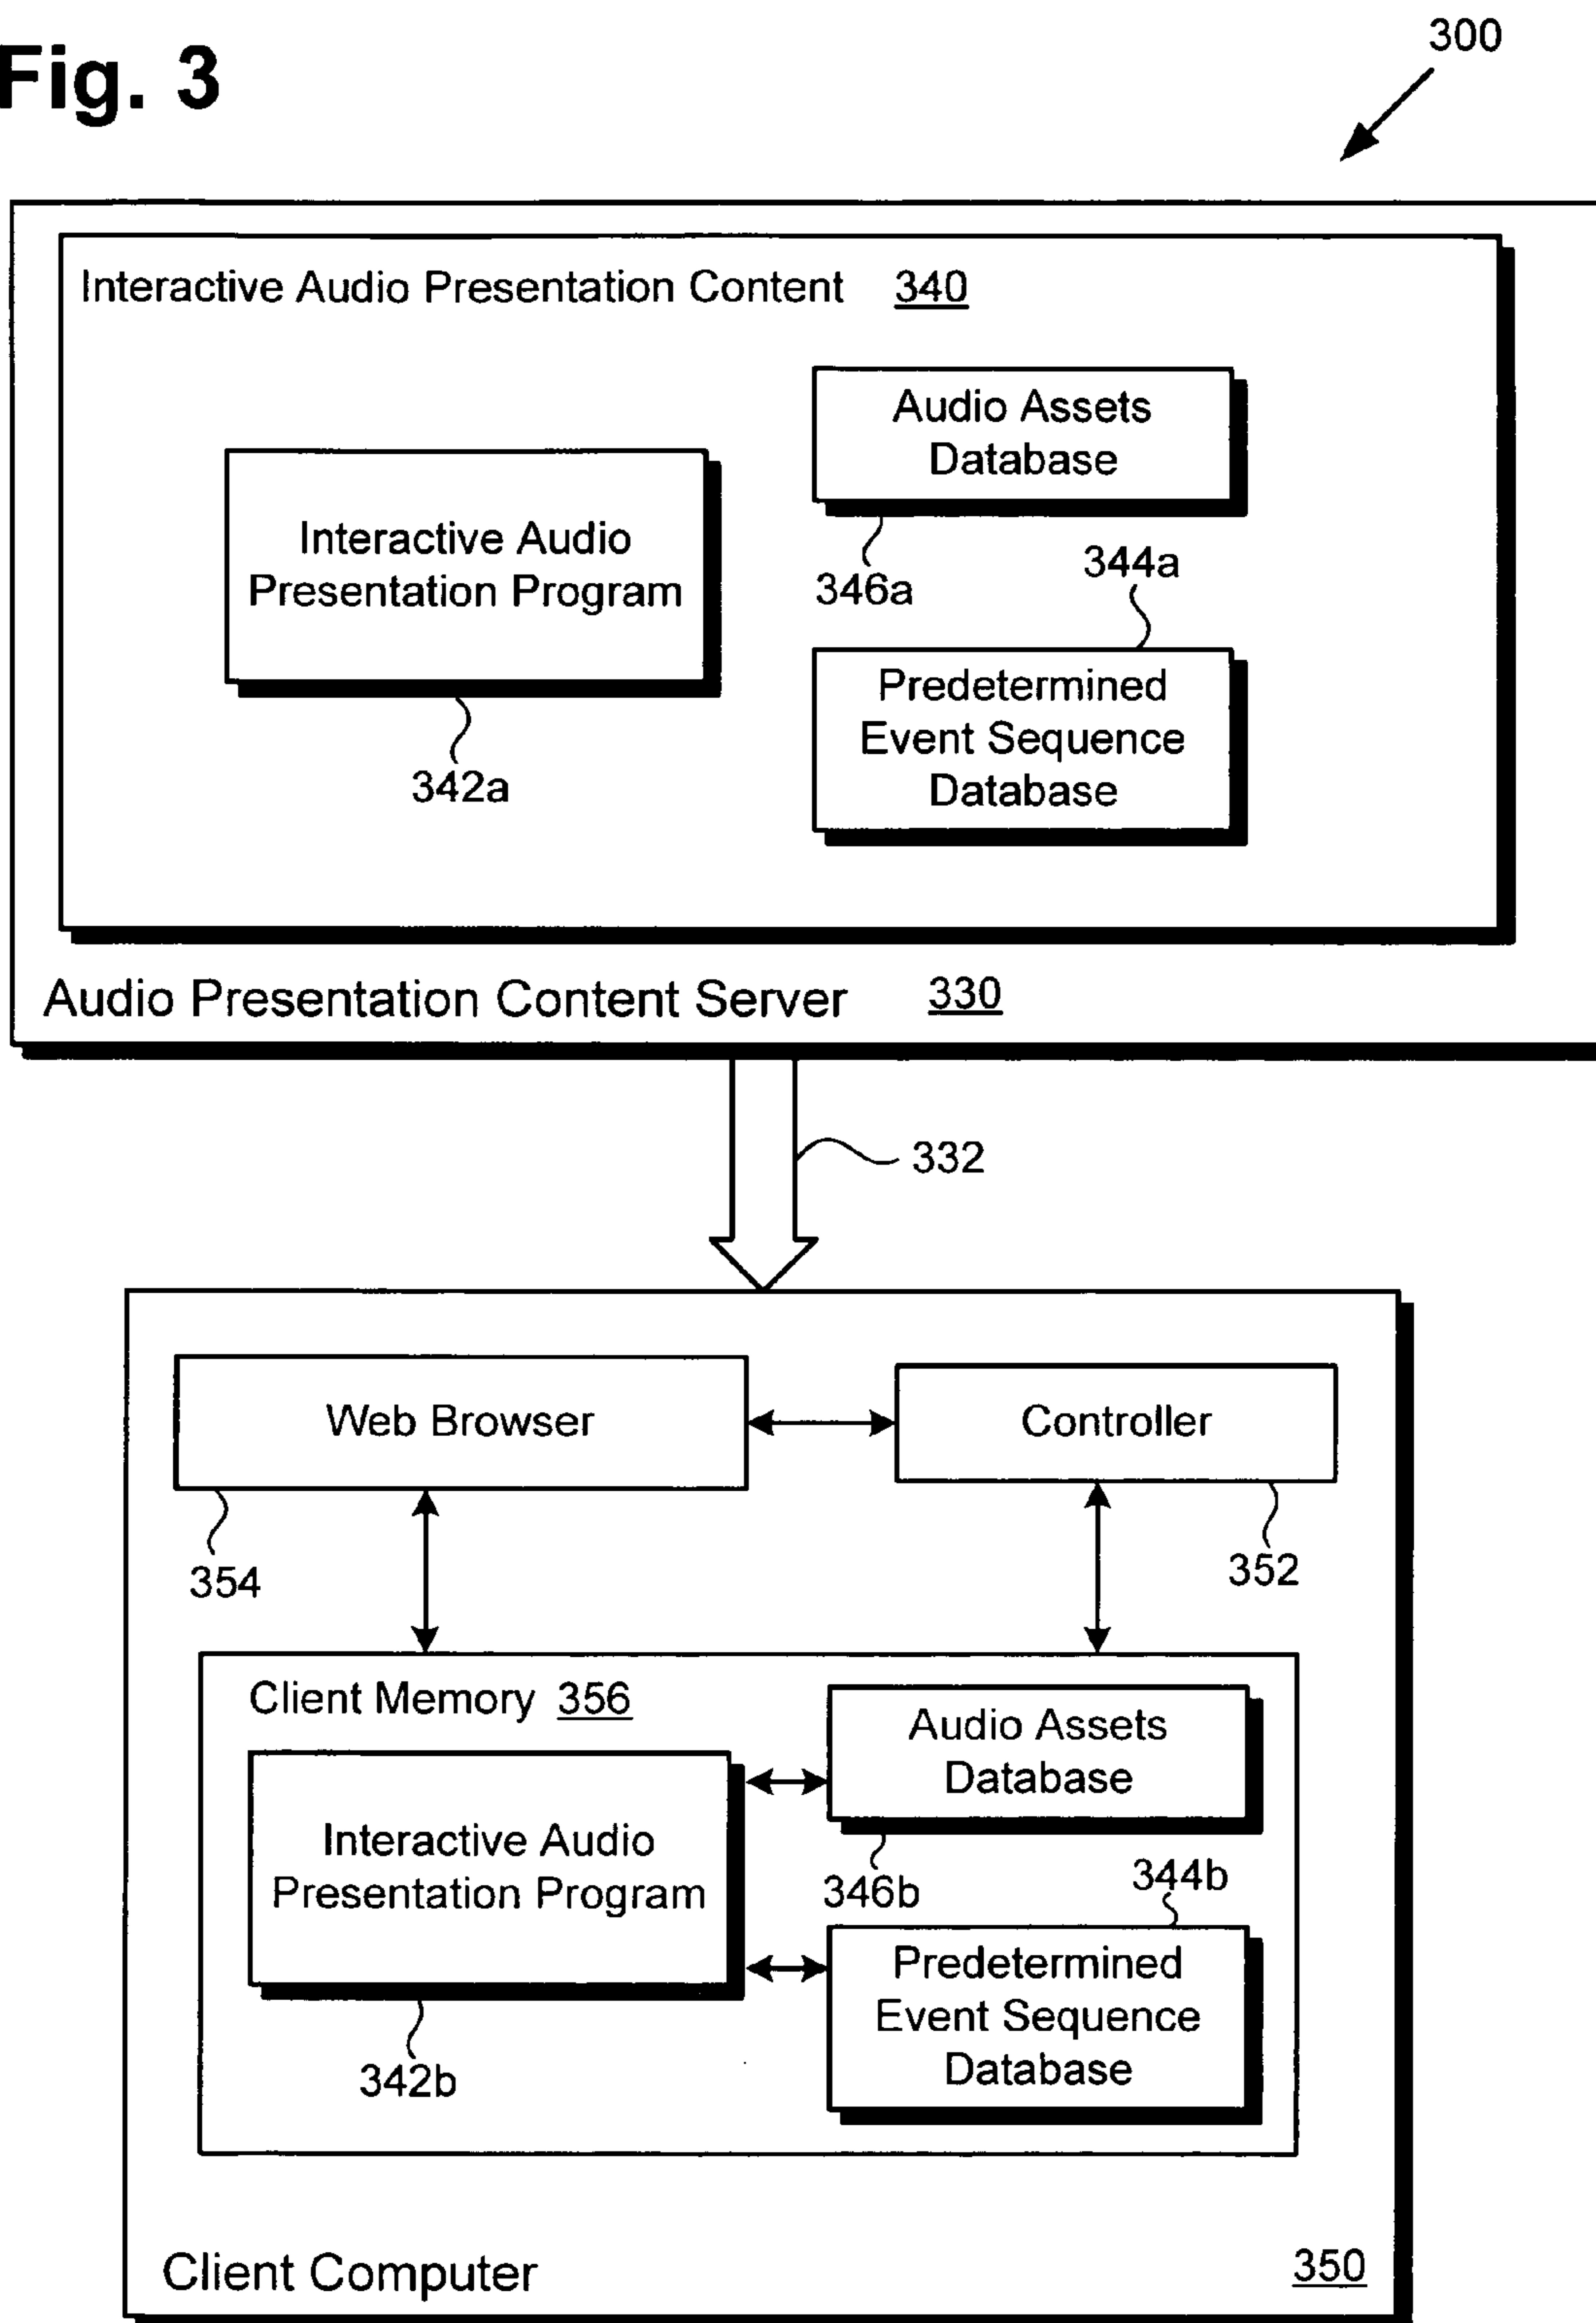 Fig. 3
300
Interactive Audio Presentation Content 340
Audio Assets
Database
346a
Interactive Audio
Presentation Program
342a
344a
Predetermined
Event Sequence
Database
Audio Presentation Content Server 330
332
Web Browser
354
Controller
352
Client Memory 356
Audio Assets
Database
346b
Interactive Audio
Presentation Program
342b
344b
Predetermined
Event Sequence
Database
Client Computer 350